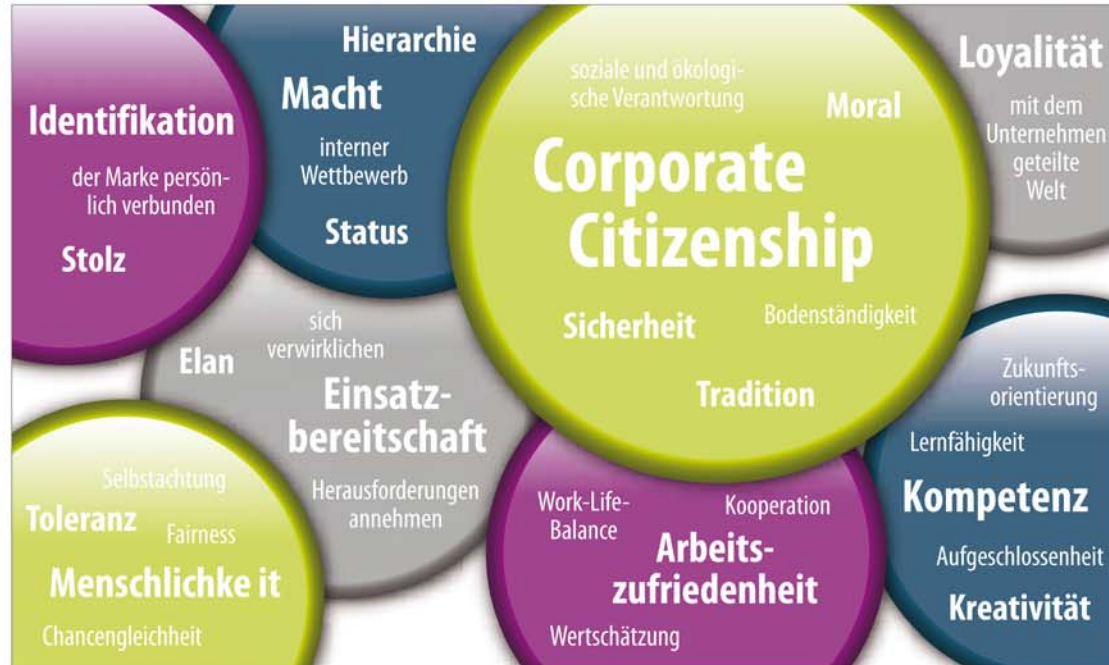 Identifikation
der Marke persön-
lich verbunden
Stolz
Hierarchie
Macht
interner
Wettbewerb
Status
soziale und ökologi-
sche Verantwortung
Moral
Corporate
Citizenship
Sicherheit
Bodenständigkeit
Tradition
Loyalität
mit dem
Unternehmen
geteilte
Welt
sich
verwirklichen
Elan
Einsatz-
bereitschaft
Herausforderungen
annehmen
Selbstachtung
Toleranz
Fairness
Menschlichke it
Chancengleichheit
Work-Life-
Balance
Kooperation
Arbeits-
zufriedenheit
Wertschätzung
Zukunfts-
orientierung
Lernfähigkeit
Kompetenz
Aufgeschlossenheit
Kreativität